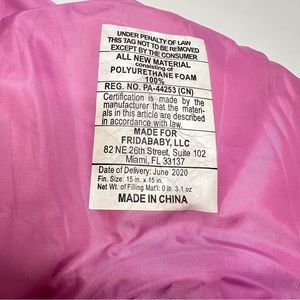 UNDER PENALTY OF LAW
THIS TAG NOT TO BE REMOVED
EXCEPT BY THE CONSUMER
ALL NEW MATERIAL
consisting of
POLYURETHANE FOAM
100%
REG. NO. PA-44253 (CN)
Certification is made by the
manufacturer that the mater-
ials in this article are described
in accordance with law.
MADE FOR
FRIDABABY, LLC
82 NE 26th Street, Suite 102
Miami, FL 33137
Date of Delivery: June 2020
Fin. Size: 15 in. x 15 in.
Net Wt. of Filling Mat'l: 0 lb. 3.1 oz
MADE IN CHINA